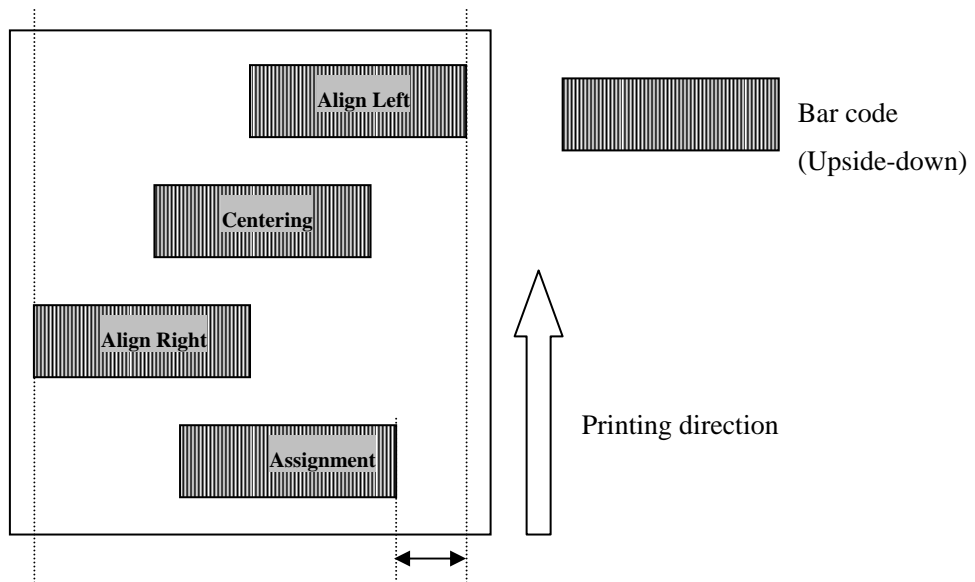 Align Left
Centering
Align Right
Assignment
Bar code
(Upside-down)
Printing direction